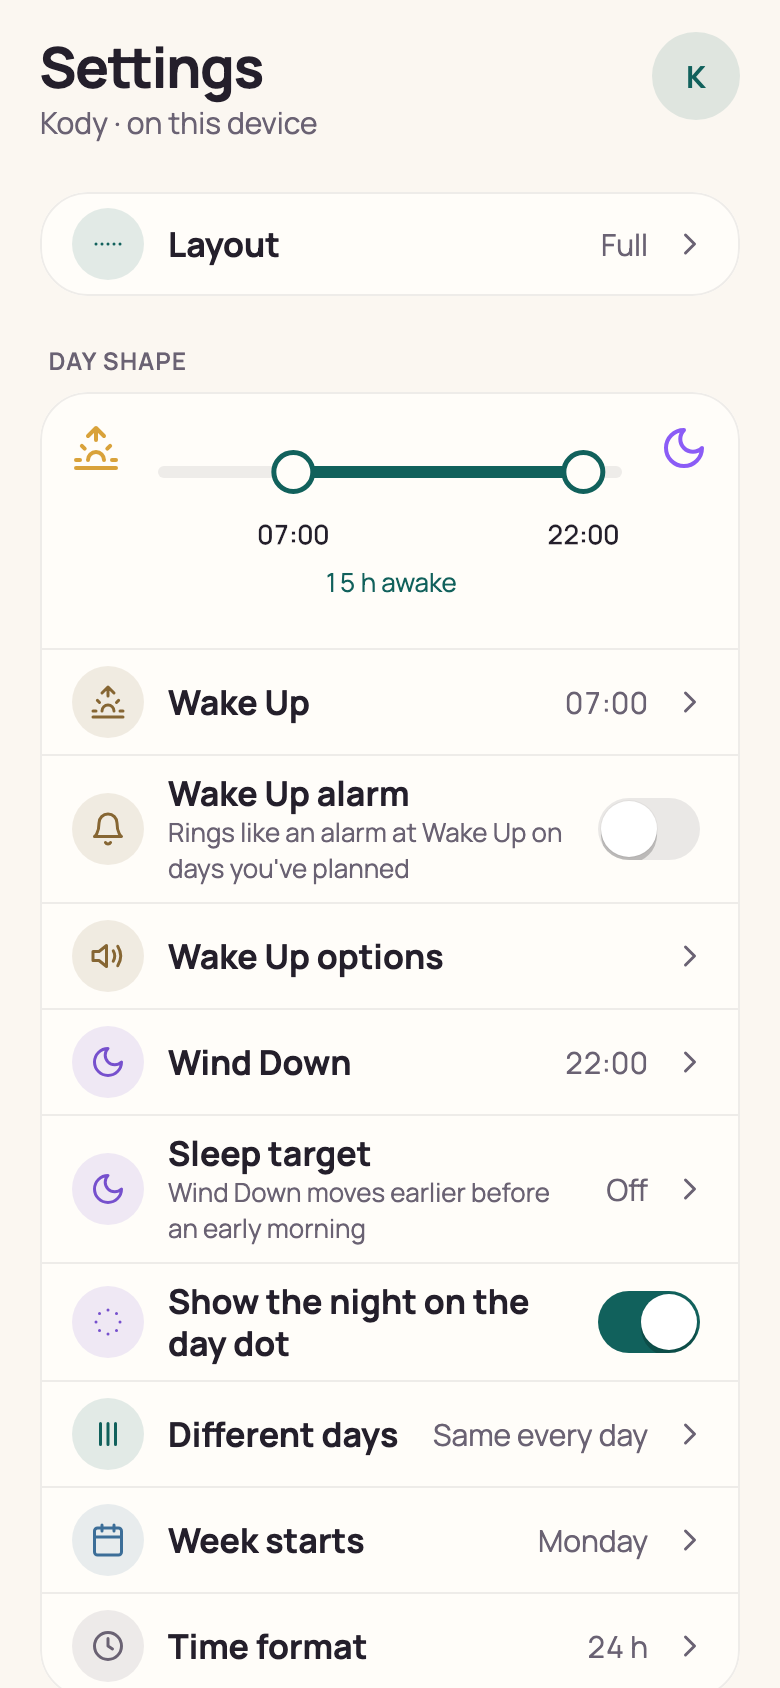 Settings
Kody · on this device
K
Layout
Full
DAY SHAPE
07:00
22:00
15 h awake
Wake Up
07:00
Wake Up alarm
Rings like an alarm at Wake Up on
days you've planned
Wake Up options
Wind Down
22:00
Sleep target
Wind Down moves earlier before
an early morning
Off
Show the night on the
day dot
Different days
Same every day
Week starts
Monday
Time format
24 h